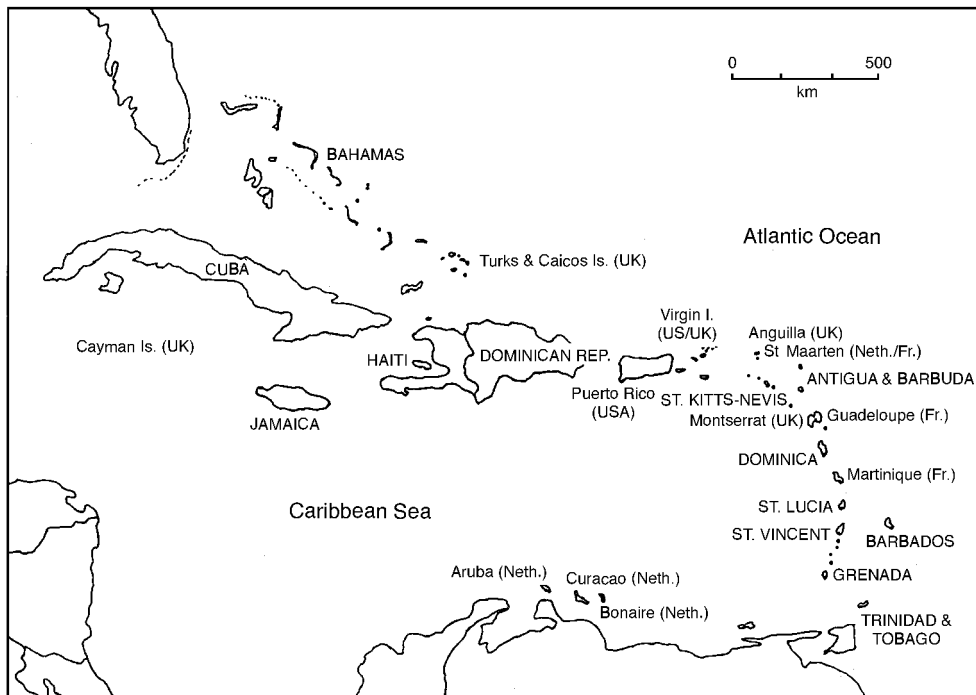 0 500
km
BAHAMAS
Atlantic Ocean
Turks & Caicos Is. (UK)
CUBA
Virgin I.
(US/UK)
Anguilla (UK)
Cayman Is. (UK)
St Maarten (Neth./Fr.)
HAITI
DOMINICAN REP.
ANTIGUA & BARBUDA
Puerto Rico
(USA)
ST. KITTS-NEVIS
JAMAICA
Montserrat (UK)
Guadeloupe (Fr.)
DOMINICA
Martinique (Fr.)
Caribbean Sea
ST. LUCIA
ST. VINCENT
BARBADOS
Aruba (Neth.)
Curacao (Neth.)
GRENADA
Bonaire (Neth.)
TRINIDAD &
TOBAGO